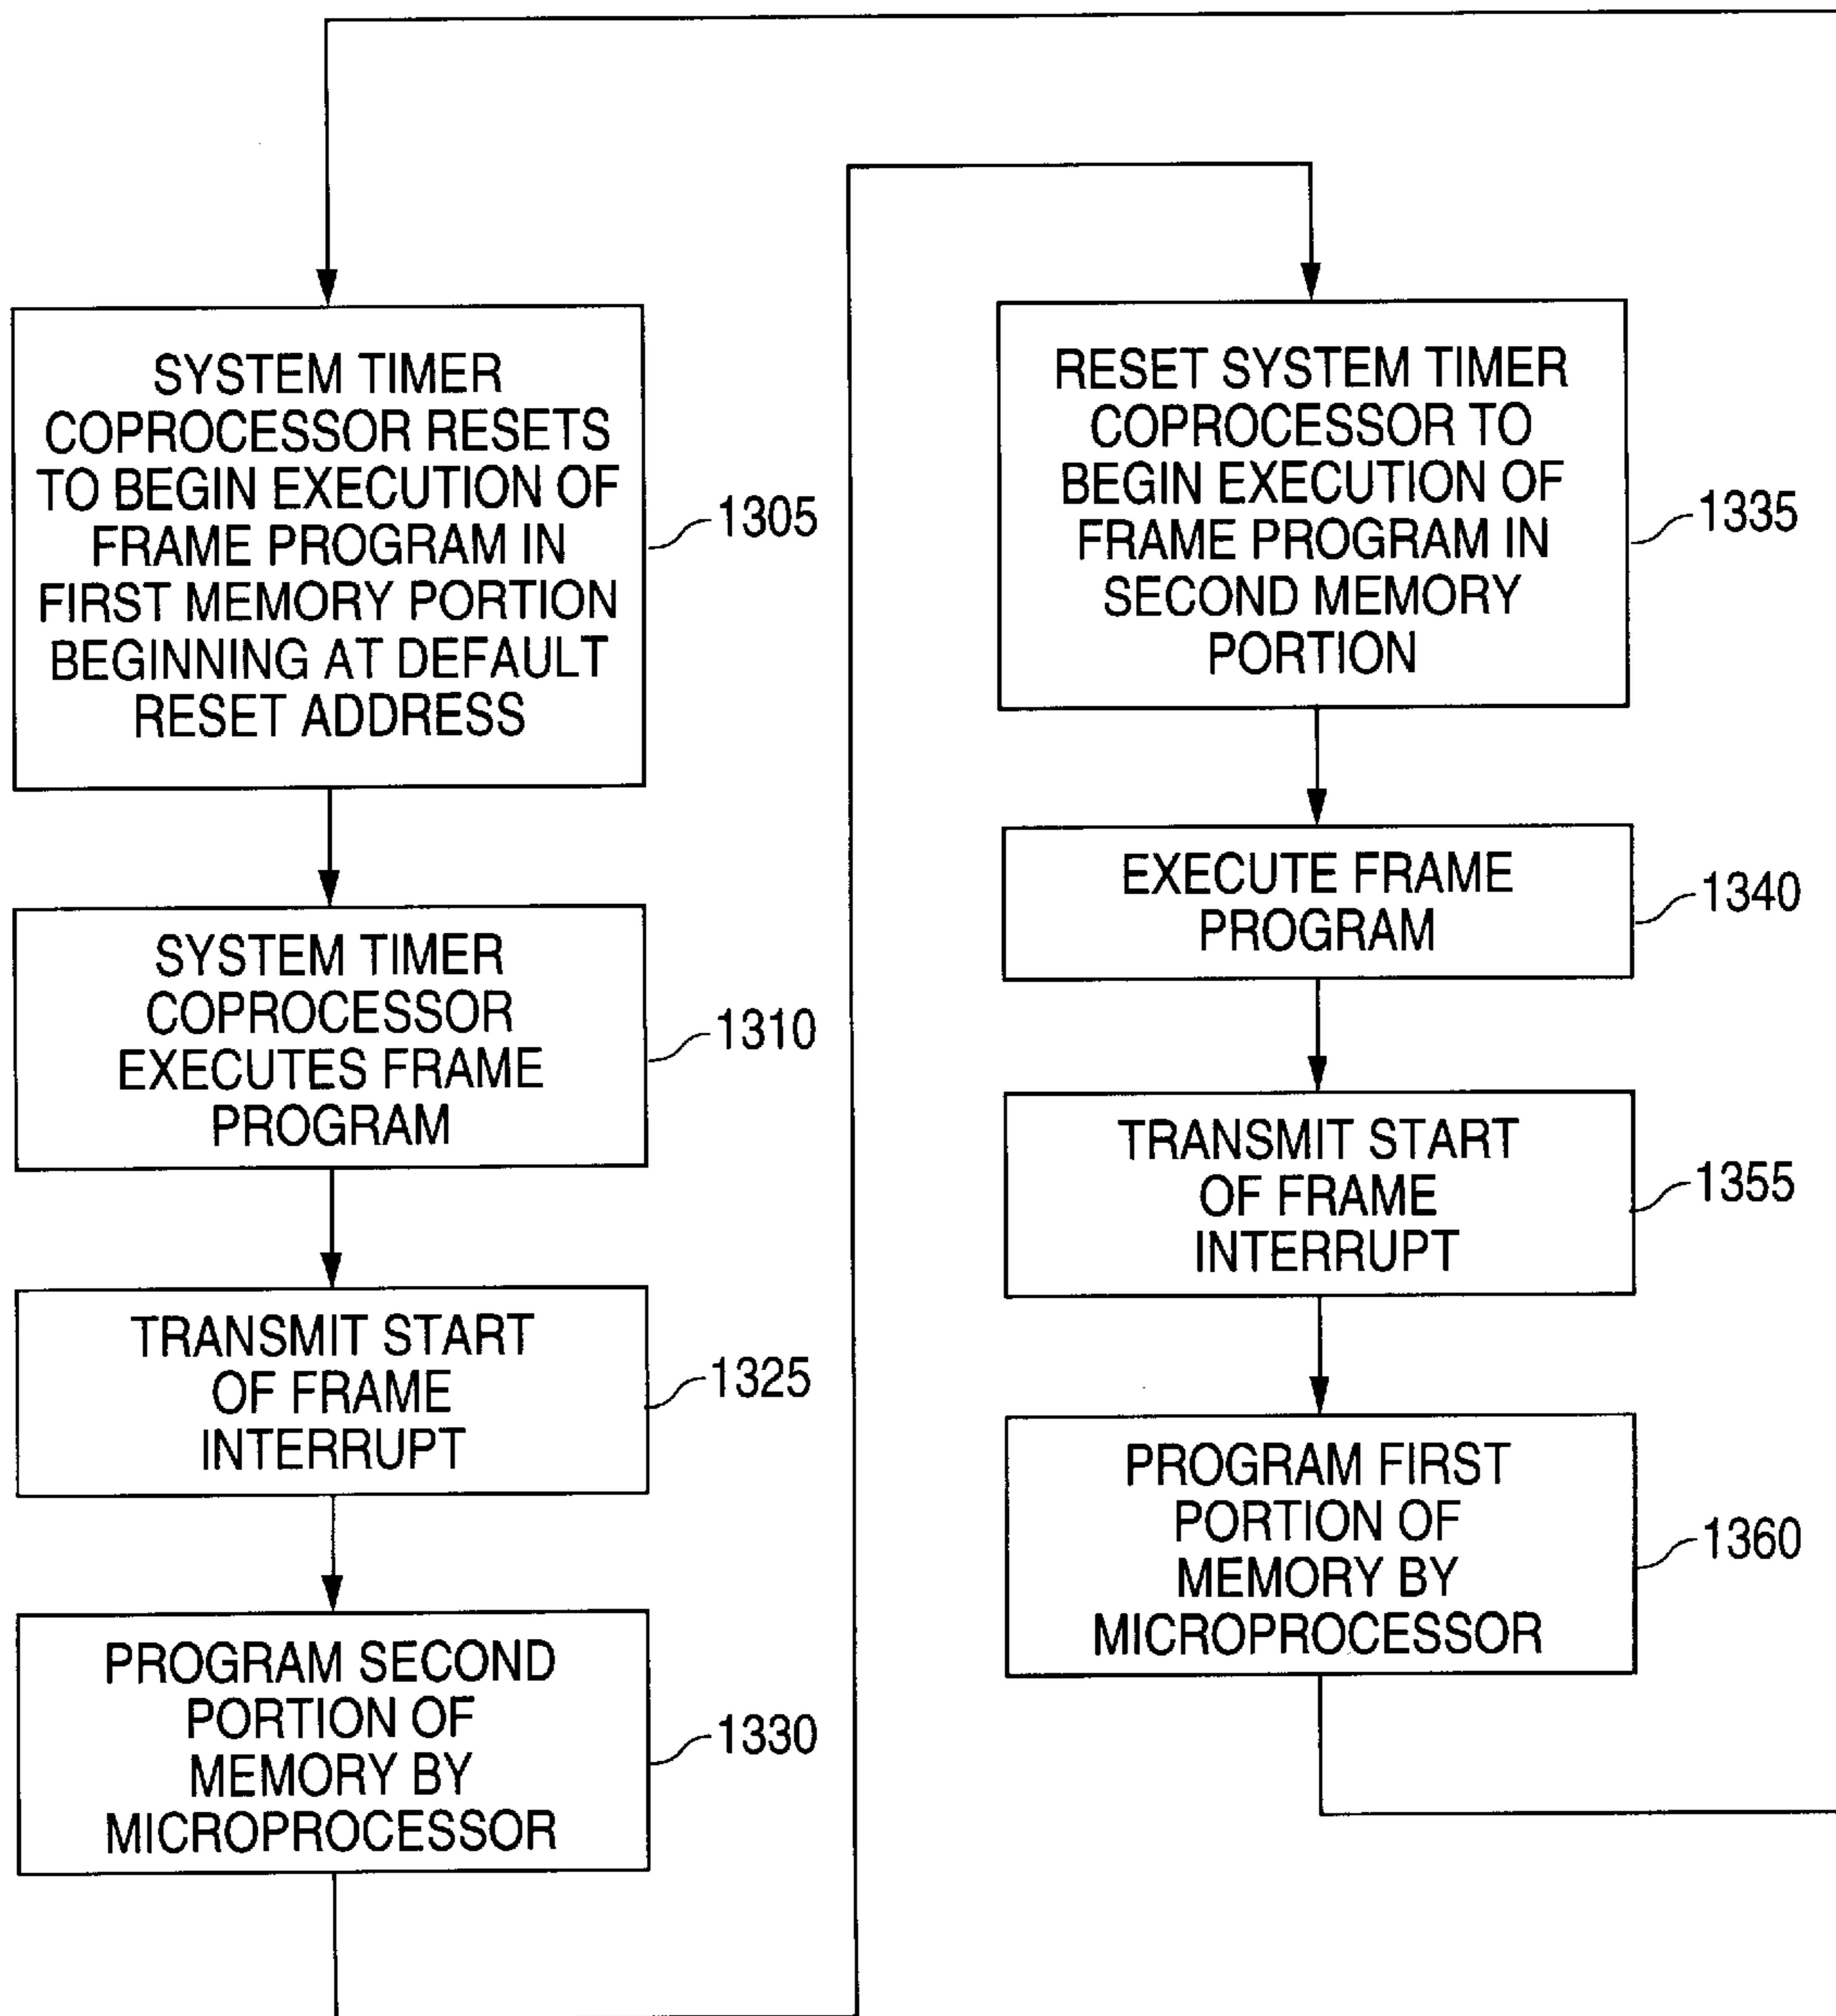 SYSTEM TIMER
COPROCESSOR RESETS
TO BEGIN EXECUTION OF
FRAME PROGRAM IN
FIRST MEMORY PORTION
BEGINNING AT DEFAULT
RESET ADDRESS
1305
SYSTEM TIMER
COPROCESSOR
EXECUTES FRAME
PROGRAM
1310
TRANSMIT START
OF FRAME
INTERRUPT
1325
PROGRAM SECOND
PORTION OF
MEMORY BY
MICROPROCESSOR
1330
RESET SYSTEM TIMER
COPROCESSOR TO
BEGIN EXECUTION OF
FRAME PROGRAM IN
SECOND MEMORY
PORTION
1335
EXECUTE FRAME
PROGRAM
1340
TRANSMIT START
OF FRAME
INTERRUPT
1355
PROGRAM FIRST
PORTION OF
MEMORY BY
MICROPROCESSOR
1360